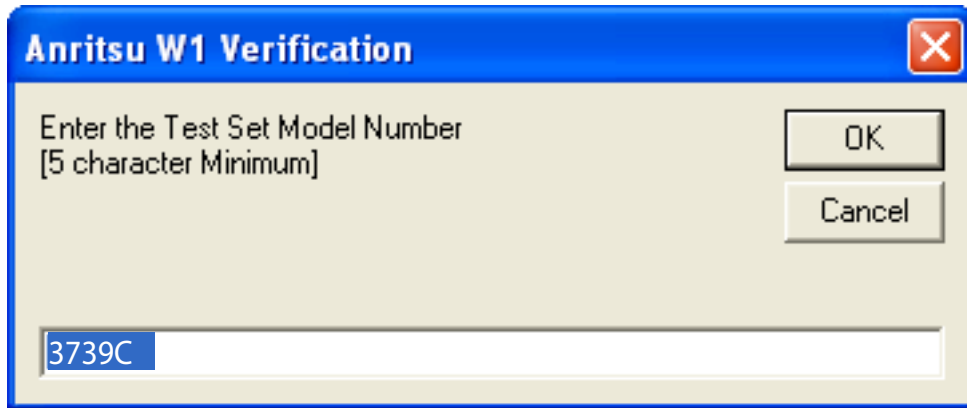 Anritsu W1 Verification
Enter the Test Set Model Number
[5 character Minimum]
OK
Cancel
3739C